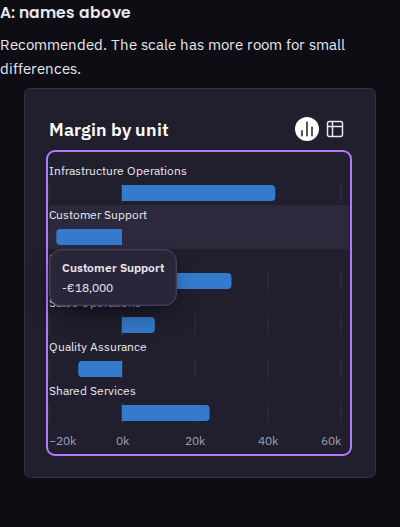 A: names above
Recommended. The scale has more room for small
differences.
Margin by unit
Infrastructure Operations
Customer Support
Customer Support
-€18,000
Quality Assurance
Shared Services
−20k 0k 20k 40k 60k